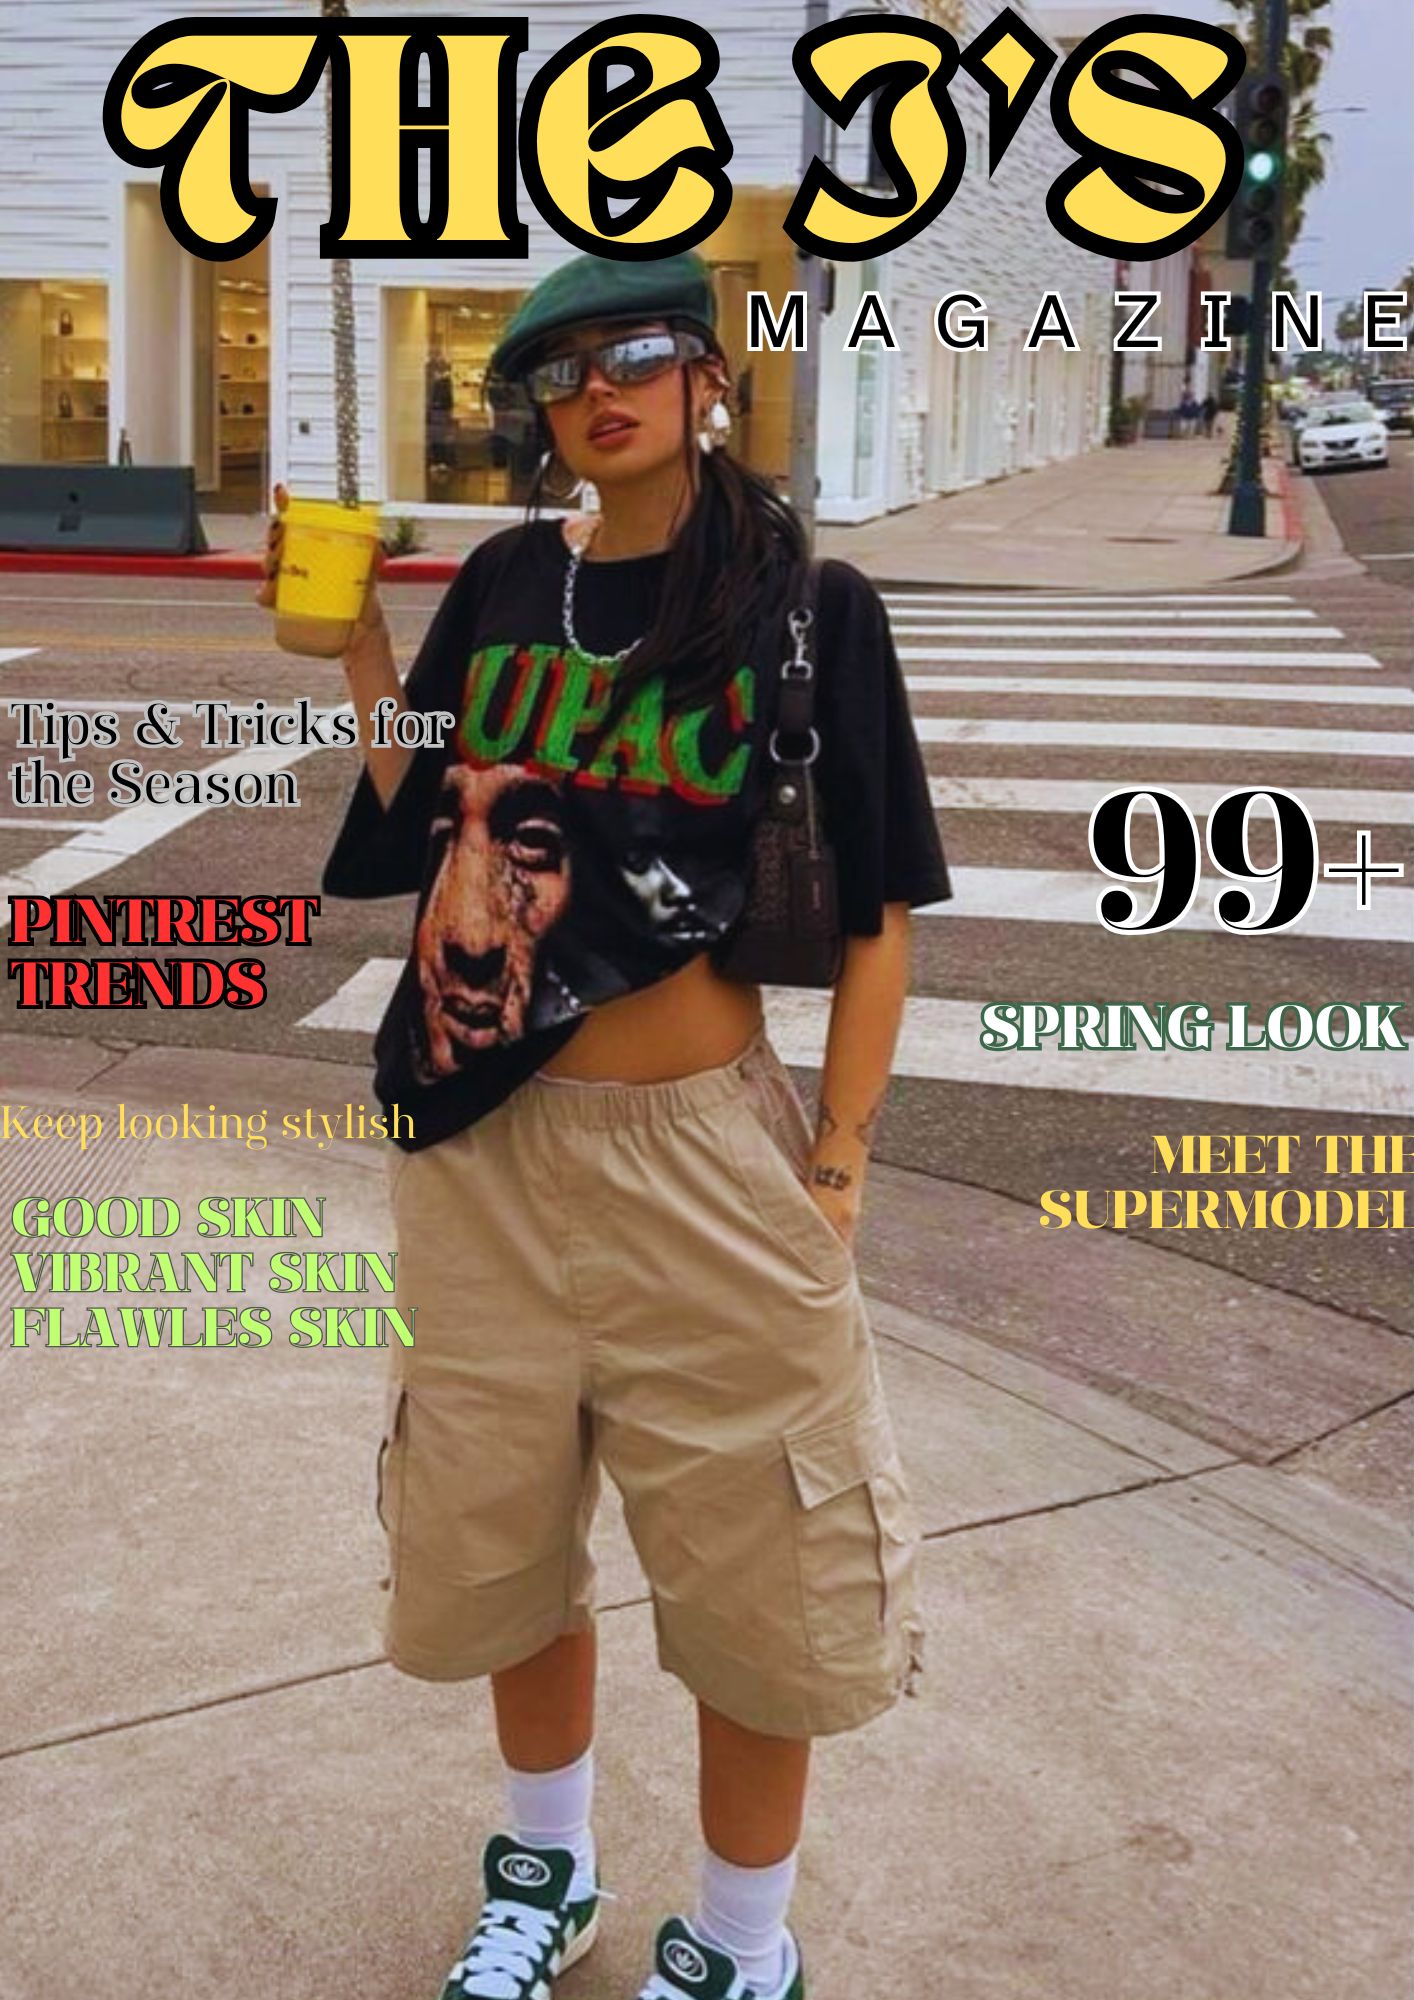 THE J'S
MAGAZINE
UPAC
Tips & Tricks for
the Season
99+
PINTREST
TRENDS
SPRING LOOK
Keep looking stylish
MEET THE
SUPERMODEL
GOOD SKIN
VIBRANT SKIN
FLAWLES SKIN